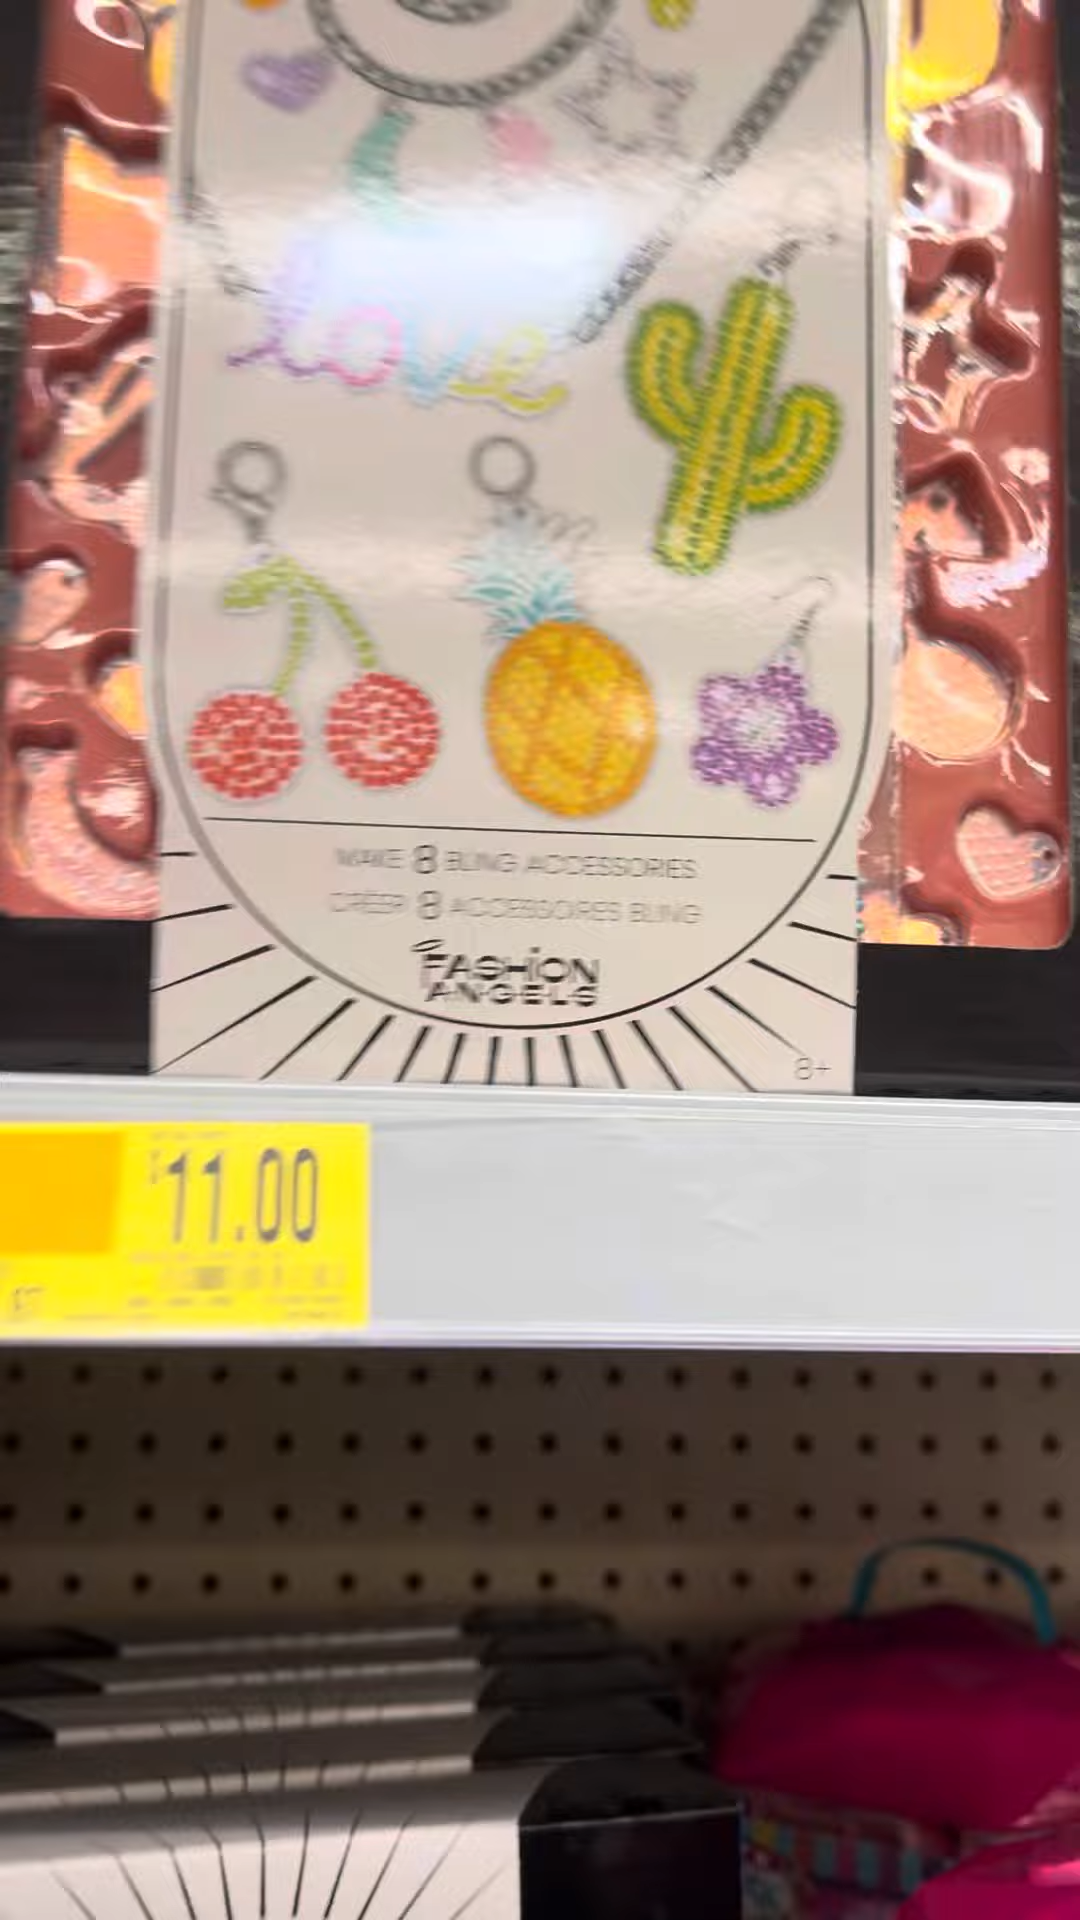 love
MAKE 8 BLING ACCESSORIES
CRÉER 8 ACCESSOIRES BLING
FASHION
ANGELS
8+
$11.00